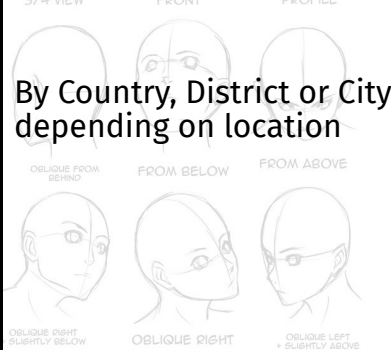 3/4 VIEW
FRONT
PROFILE
By Country, District or City
depending on location
OBLIQUE FROM
BEHIND
FROM BELOW
FROM ABOVE
OBLIQUE RIGHT
+ SLIGHTLY BELOW
OBLIQUE RIGHT
OBLIQUE LEFT
+ SLIGHTLY ABOVE